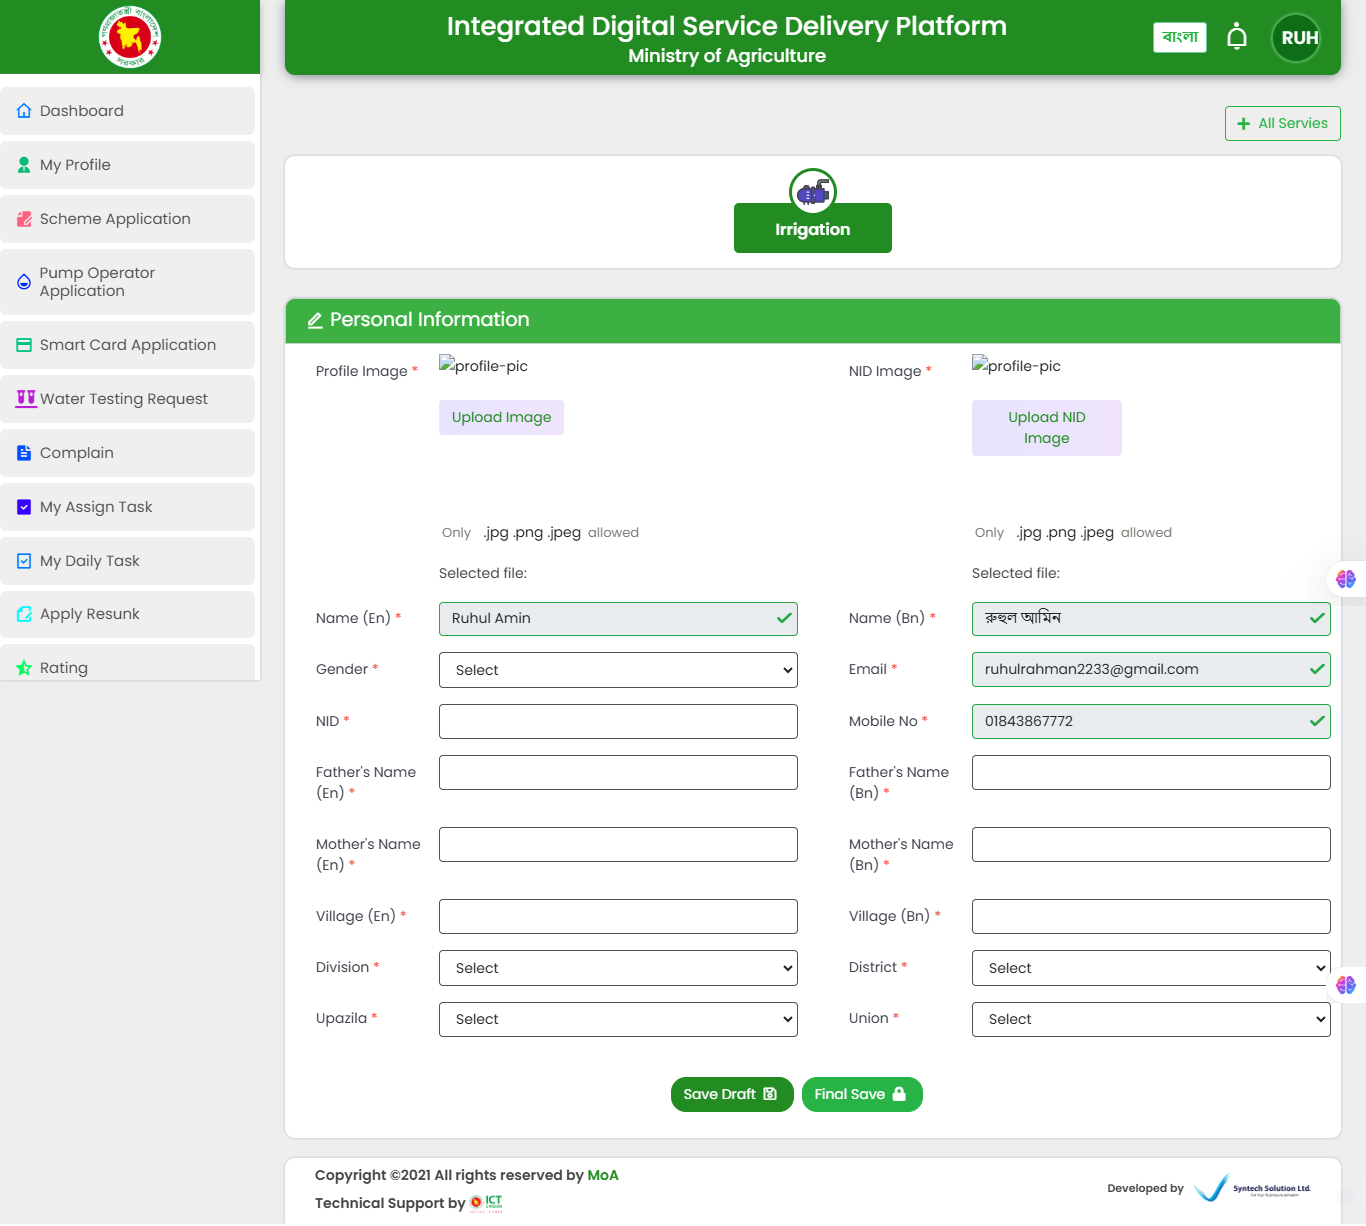 Integrated Digital Service Delivery Platform
Ministry of Agriculture
বাংলা
RUH
Dashboard
My Profile
Scheme Application
Pump Operator
Application
Smart Card Application
Water Testing Request
Complain
My Assign Task
My Daily Task
Apply Resunk
Rating
All Servies
Irrigation
Personal Information
Profile Image *
profile-pic
NID Image *
profile-pic
Upload Image
Upload NID
Image
Only .jpg .png .jpeg allowed
Only .jpg .png .jpeg allowed
Selected file:
Selected file:
Name (En) *
Ruhul Amin
Name (Bn) *
রুহুল আমিন
Gender *
Select
Email *
ruhulrahman2233@gmail.com
NID *
Mobile No *
01843867772
Father's Name
(En) *
Father's Name
(Bn) *
Mother's Name
(En) *
Mother's Name
(Bn) *
Village (En) *
Village (Bn) *
Division *
Select
District *
Select
Upazila *
Select
Union *
Select
Save Draft
Final Save
Copyright ©2021 All rights reserved by MoA
Technical Support by ICT
Developed by
Syntech Solution Ltd.